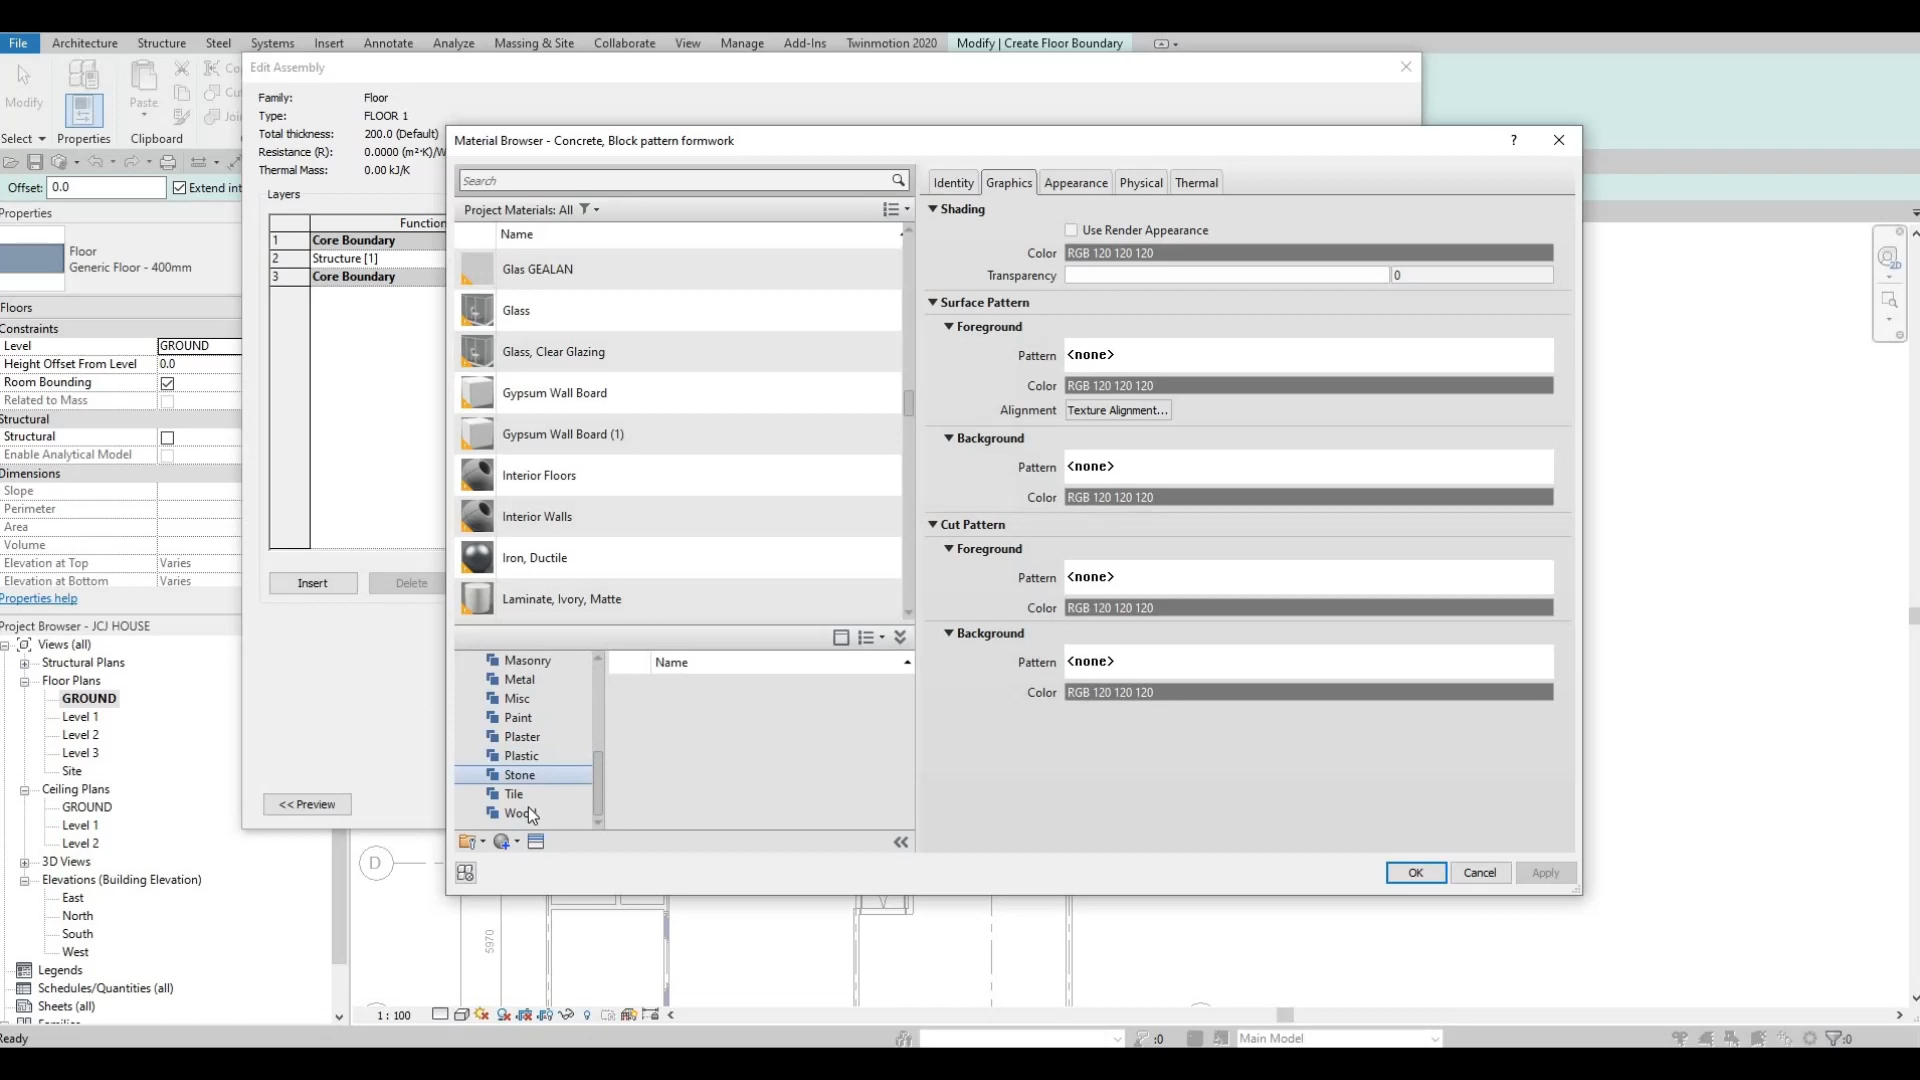 File Architecture Structure Steel Systems Insert Annotate Analyze Massing & Site Collaborate View Manage Add-Ins Twinmotion 2020 Modify | Create Floor Boundary
Modify
Paste
Select
Properties
Clipboard
Offset: 0.0
Extend int
Edit Assembly
Family: Floor
Type: FLOOR 1
Total thickness: 200.0 (Default)
Resistance (R): 0.0000 (m²·K)/W
Thermal Mass: 0.00 kJ/K
Layers
Function
1 Core Boundary
2 Structure [1]
3 Core Boundary
Insert
Delete
<< Preview
Properties
Floor
Generic Floor - 400mm
Floors
Constraints
Level GROUND
Height Offset From Level 0.0
Room Bounding
Related to Mass
Structural
Structural
Enable Analytical Model
Dimensions
Slope
Perimeter
Area
Volume
Elevation at Top Varies
Elevation at Bottom Varies
Properties help
Project Browser - JCJ HOUSE
Views (all)
Structural Plans
Floor Plans
GROUND
Level 1
Level 2
Level 3
Site
Ceiling Plans
GROUND
Level 1
Level 2
3D Views
Elevations (Building Elevation)
East
North
South
West
Legends
Schedules/Quantities (all)
Sheets (all)
Material Browser - Concrete, Block pattern formwork
?
Search
Project Materials: All
Name
Glas GEALAN
Glass
Glass, Clear Glazing
Gypsum Wall Board
Gypsum Wall Board (1)
Interior Floors
Interior Walls
Iron, Ductile
Laminate, Ivory, Matte
Masonry
Metal
Misc
Paint
Plaster
Plastic
Stone
Tile
Wood
Name
Identity Graphics Appearance Physical Thermal
Shading
Use Render Appearance
Color RGB 120 120 120
Transparency 0
Surface Pattern
Foreground
Pattern <none>
Color RGB 120 120 120
Alignment Texture Alignment...
Background
Pattern <none>
Color RGB 120 120 120
Cut Pattern
Foreground
Pattern <none>
Color RGB 120 120 120
Background
Pattern <none>
Color RGB 120 120 120
OK Cancel Apply
2D
D
5970
1 : 100
Ready
:0
Main Model
:0